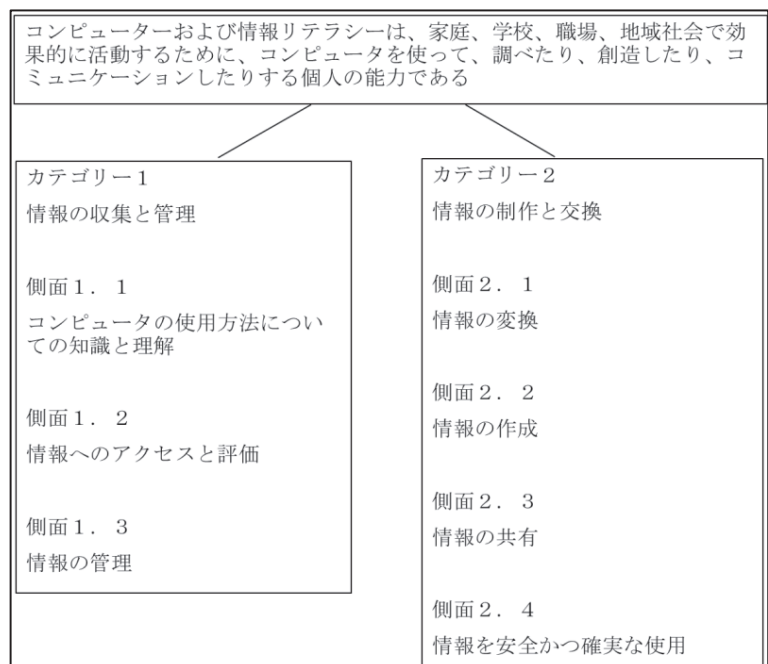 コンピューターおよび情報リテラシーは、家庭、学校、職場、地域社会で効
果的に活動するために、コンピュータを使って、調べたり、創造したり、コ
ミュニケーションしたりする個人の能力である
カテゴリー１
情報の収集と管理
側面１．１
コンピュータの使用方法につい
ての知識と理解
側面１．２
情報へのアクセスと評価
側面１．３
情報の管理
カテゴリー２
情報の制作と交換
側面２．１
情報の変換
側面２．２
情報の作成
側面２．３
情報の共有
側面２．４
情報を安全かつ確実な使用